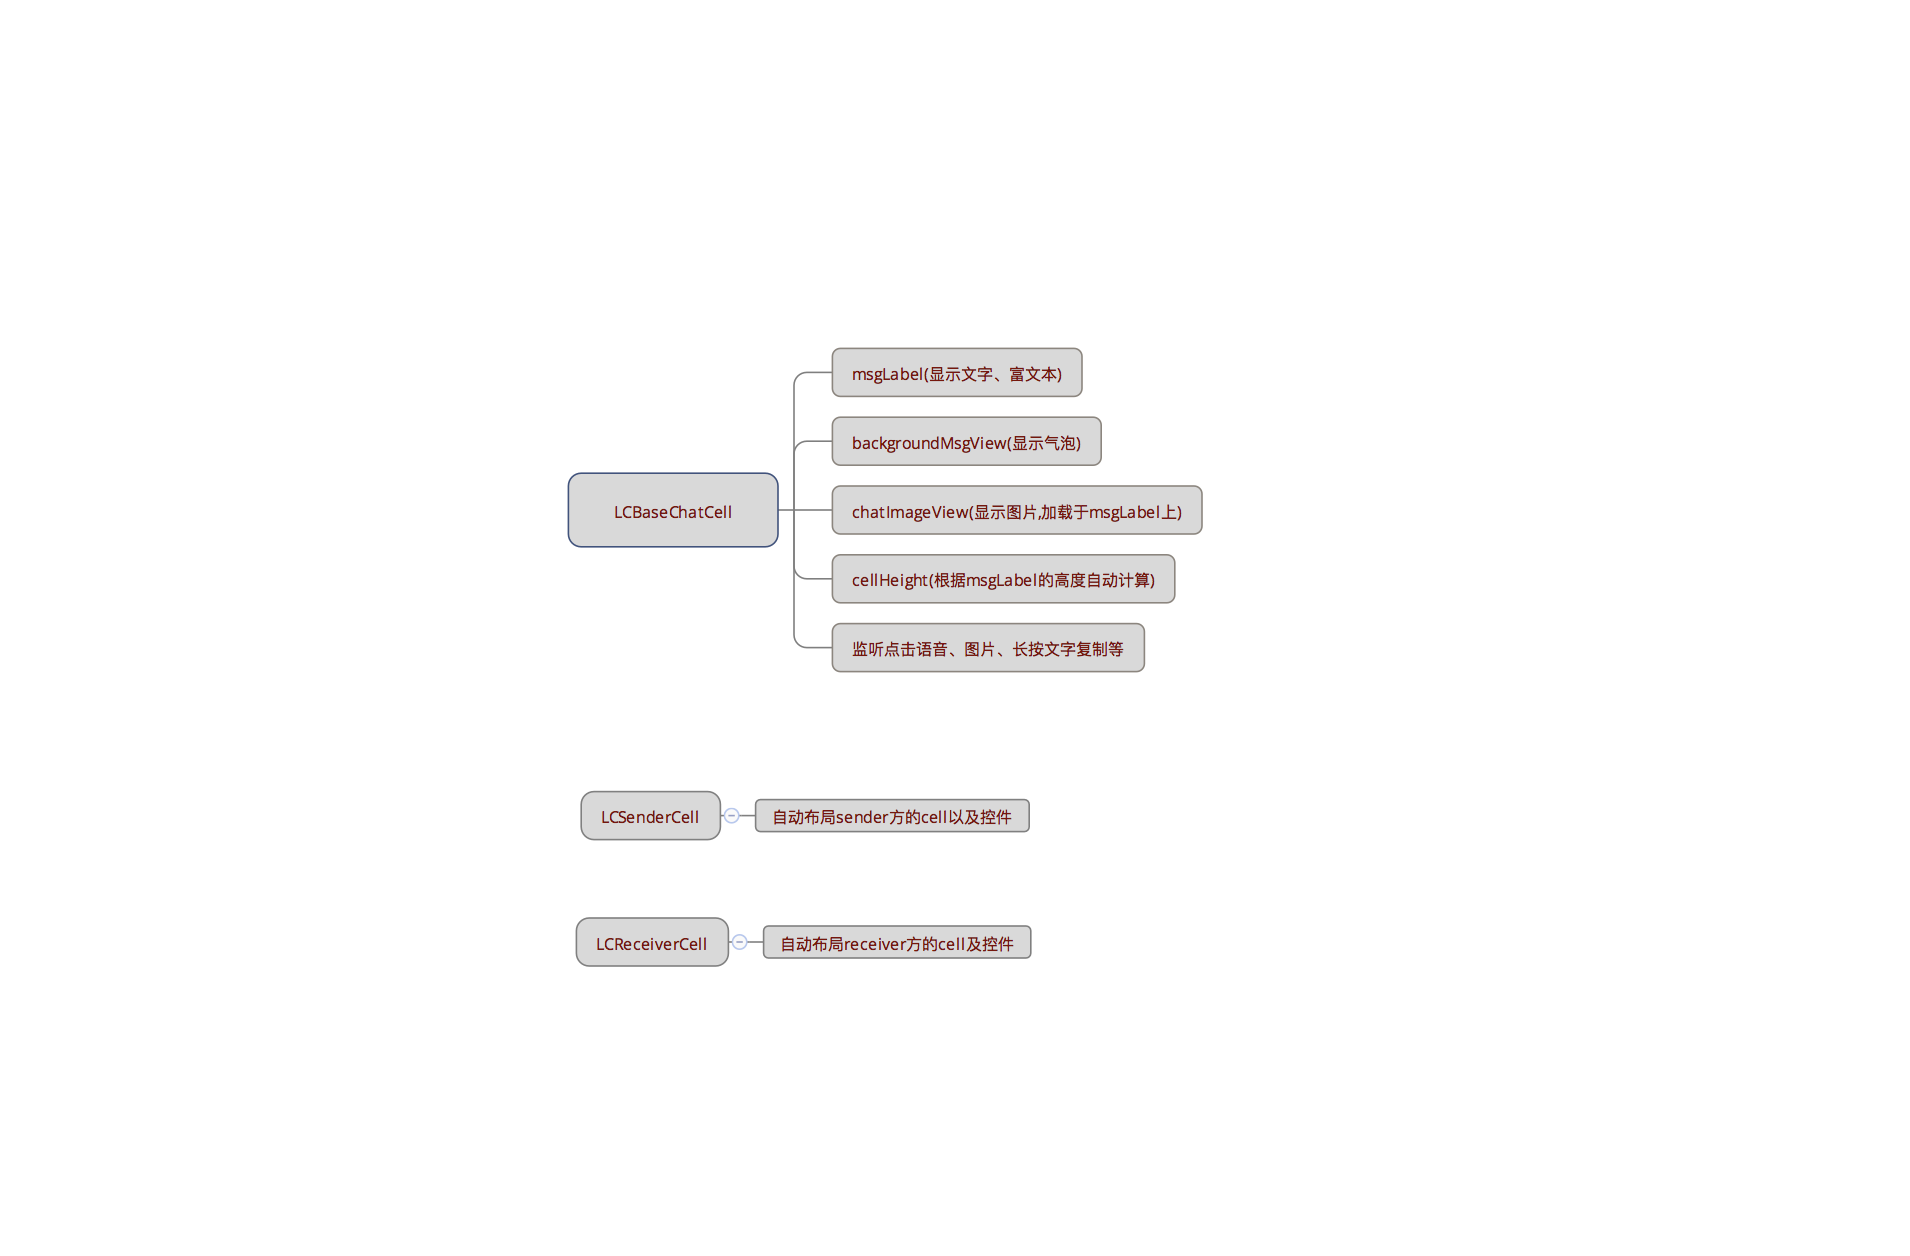 LCBaseChatCell
msgLabel(显示文字、富文本)
backgroundMsgView(显示气泡)
chatImageView(显示图片,加载于msgLabel上)
cellHeight(根据msgLabel的高度自动计算)
监听点击语音、图片、长按文字复制等
LCSenderCell
自动布局sender方的cell以及控件
LCReceiverCell
自动布局receiver方的cell及控件